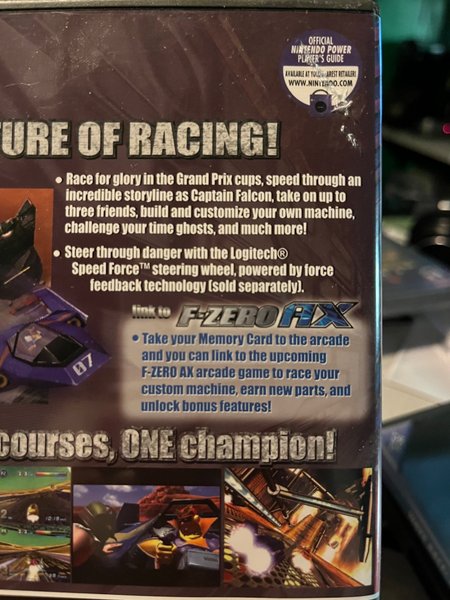 OFFICIAL
NINTENDO POWER
PLAYER'S GUIDE
AVAILABLE AT YOUR NEAREST RETAILER!
WWW.NINTENDO.COM
TURE OF RACING!
• Race for glory in the Grand Prix cups, speed through an
incredible storyline as Captain Falcon, take on up to
three friends, build and customize your own machine,
challenge your time ghosts, and much more!
• Steer through danger with the Logitech®
Speed Force™ steering wheel, powered by force
feedback technology (sold separately).
link to F-ZERO AX
• Take your Memory Card to the arcade
and you can link to the upcoming
F-ZERO AX arcade game to race your
custom machine, earn new parts, and
unlock bonus features!
07
courses, ONE champion!